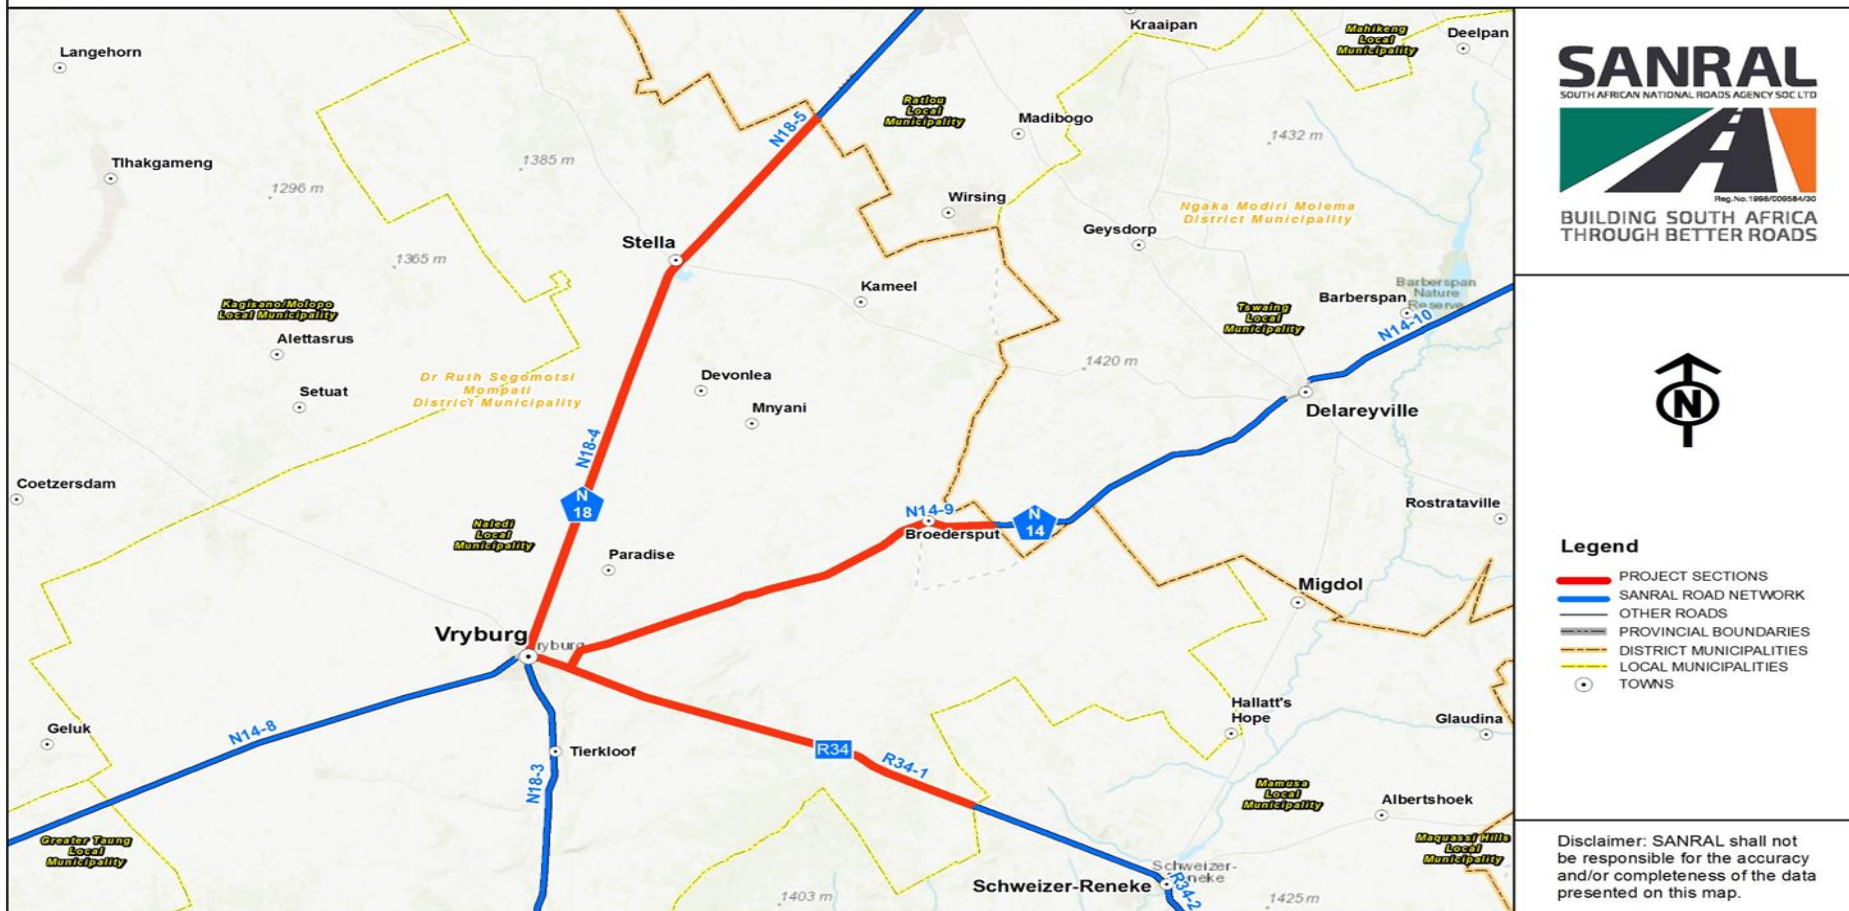 Langehorn
Kraaipan
Mahikeng
Local
Municipality
Deelpan
Tlhakgameng
1385 m
1296 m
N18-5
Ratlou
Local
Municipality
Madibogo
1432 m
Wirsing
Ngaka Modiri Molema
District Municipality
Geysdorp
Stella
1365 m
Kameel
Barberspan
Nature
Reserve
Barberspan
Kagisano/Molopo
Local Municipality
Tswaing
Local
Municipality
N14-10
Alettasrus
1420 m
Dr Ruth Segomotsi
Mompati
District Municipality
Setuat
Devonlea
Mnyani
Delareyville
N18-4
Coetzersdam
N
18
N14-9
N
14
Broedersput
Rostrataville
Naledi
Local
Municipality
Paradise
Migdol
Vryburg
ryburg
Hallatt's
Hope
Glaudina
Geluk
N14-8
Tierkloof
N18-3
R34
R34-1
Mamusa
Local
Municipality
Albertshoek
Greater Taung
Local
Municipality
Maquassi Hills
Local
Municipality
Schweizer-
Reneke
Schweizer-Reneke
R34-2
1403 m
1425 m
SANRAL
SOUTH AFRICAN NATIONAL ROADS AGENCY SOC LTD
Reg.No.1998/009584/30
BUILDING SOUTH AFRICA
THROUGH BETTER ROADS
N
Legend
PROJECT SECTIONS
SANRAL ROAD NETWORK
OTHER ROADS
PROVINCIAL BOUNDARIES
DISTRICT MUNICIPALITIES
LOCAL MUNICIPALITIES
TOWNS
Disclaimer: SANRAL shall not
be responsible for the accuracy
and/or completeness of the data
presented on this map.